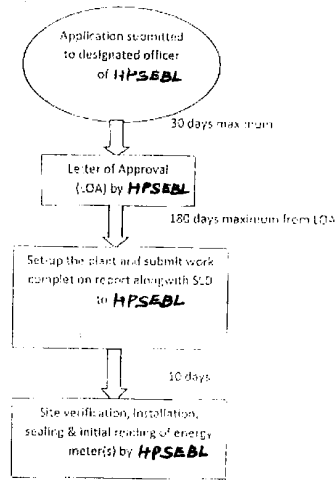 Application submitted
to designated officer
of HPSEBL
30 days maximum
Letter of Approval
(LOA) by HPSEBL
180 days maximum from LOA
Set-up the plant and submit work
completion report alongwith SLD
to HPSEBL
10 days
Site verification, Installation,
sealing & initial reading of energy
meter(s) by HPSEBL